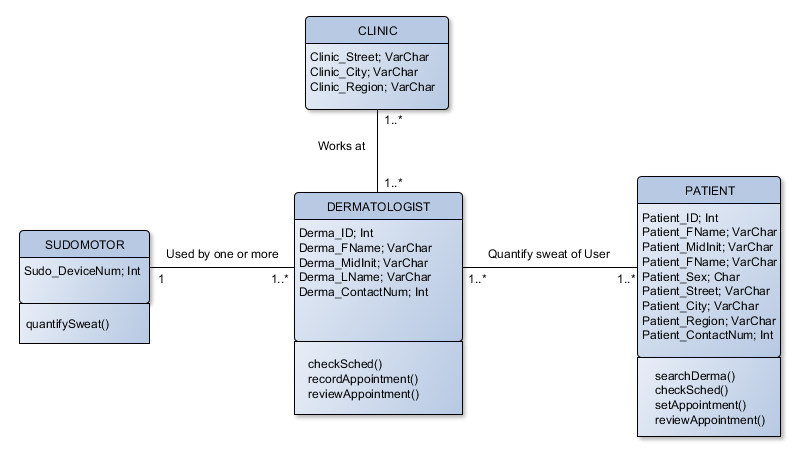 CLINIC
Clinic_Street; VarChar
Clinic_City; VarChar
Clinic_Region; VarChar
1..*
Works at
1..*
DERMATOLOGIST
Derma_ID; Int
Derma_FName; VarChar
Derma_MidInit; VarChar
Derma_LName; VarChar
Derma_ContactNum; Int
checkSched()
recordAppointment()
reviewAppointment()
SUDOMOTOR
Sudo_DeviceNum; Int
quantifySweat()
Used by one or more
1
1..*
Quantify sweat of User
1..*
1..*
PATIENT
Patient_ID; Int
Patient_FName; VarChar
Patient_MidInit; VarChar
Patient_FName; VarChar
Patient_Sex; Char
Patient_Street; VarChar
Patient_City; VarChar
Patient_Region; VarChar
Patient_ContactNum; Int
searchDerma()
checkSched()
setAppointment()
reviewAppointment()